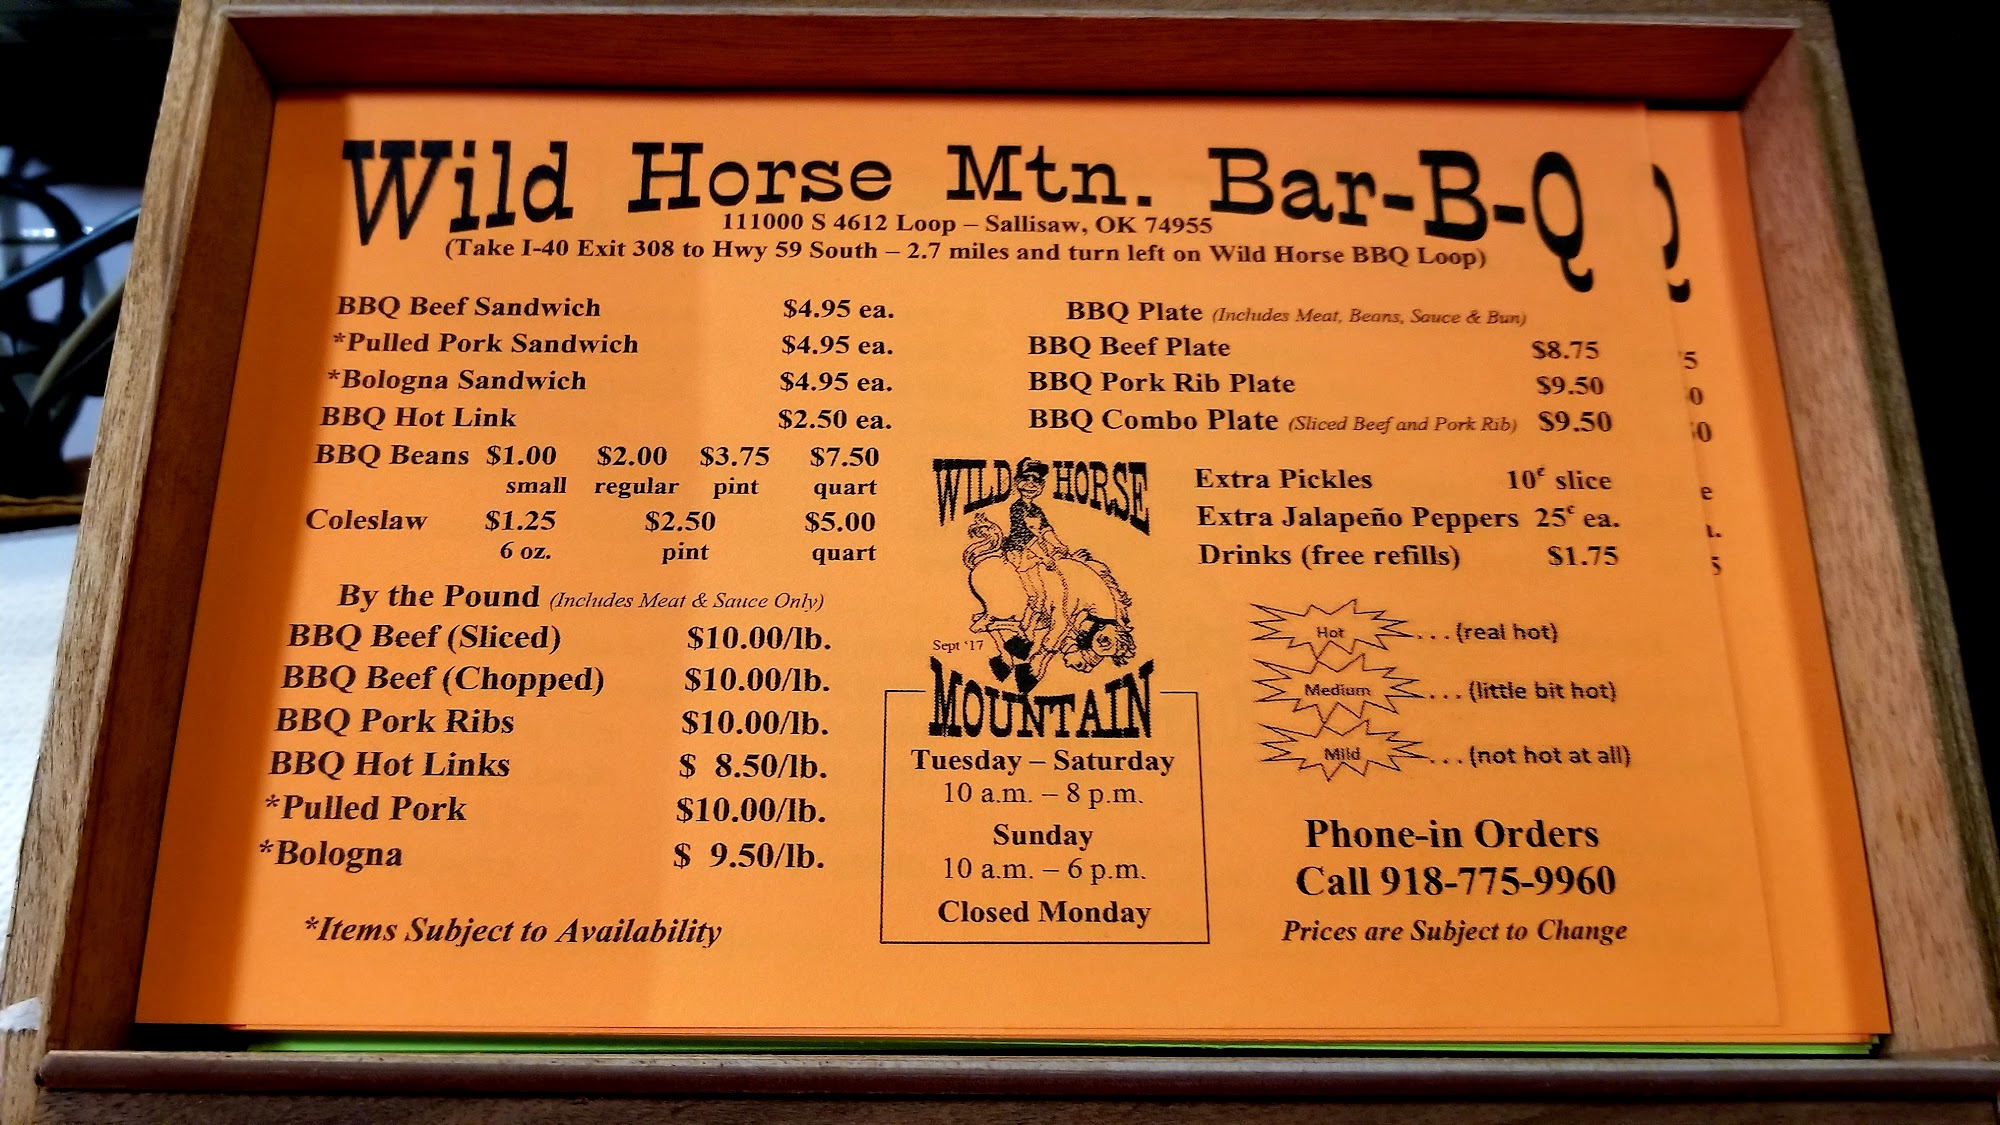 Wild Horse Mtn. Bar-B-Q
111000 S 4612 Loop – Sallisaw, OK 74955
(Take I-40 Exit 308 to Hwy 59 South – 2.7 miles and turn left on Wild Horse BBQ Loop)
BBQ Beef Sandwich $4.95 ea.
*Pulled Pork Sandwich $4.95 ea.
*Bologna Sandwich $4.95 ea.
BBQ Hot Link $2.50 ea.
BBQ Beans $1.00 $2.00 $3.75 $7.50
small regular pint quart
Coleslaw $1.25 $2.50 $5.00
6 oz. pint quart
By the Pound (Includes Meat & Sauce Only)
BBQ Beef (Sliced) $10.00/lb.
BBQ Beef (Chopped) $10.00/lb.
BBQ Pork Ribs $10.00/lb.
BBQ Hot Links $ 8.50/lb.
*Pulled Pork $10.00/lb.
*Bologna $ 9.50/lb.
*Items Subject to Availability
BBQ Plate (Includes Meat, Beans, Sauce & Bun)
BBQ Beef Plate $8.75
BBQ Pork Rib Plate $9.50
BBQ Combo Plate (Sliced Beef and Pork Rib) $9.50
Extra Pickles 10¢ slice
Extra Jalapeño Peppers 25¢ ea.
Drinks (free refills) $1.75
WILD HORSE
Sept '17
MOUNTAIN
Tuesday – Saturday
10 a.m. – 8 p.m.
Sunday
10 a.m. – 6 p.m.
Closed Monday
Hot . . . (real hot)
Medium . . . (little bit hot)
Mild . . . (not hot at all)
Phone-in Orders
Call 918-775-9960
Prices are Subject to Change